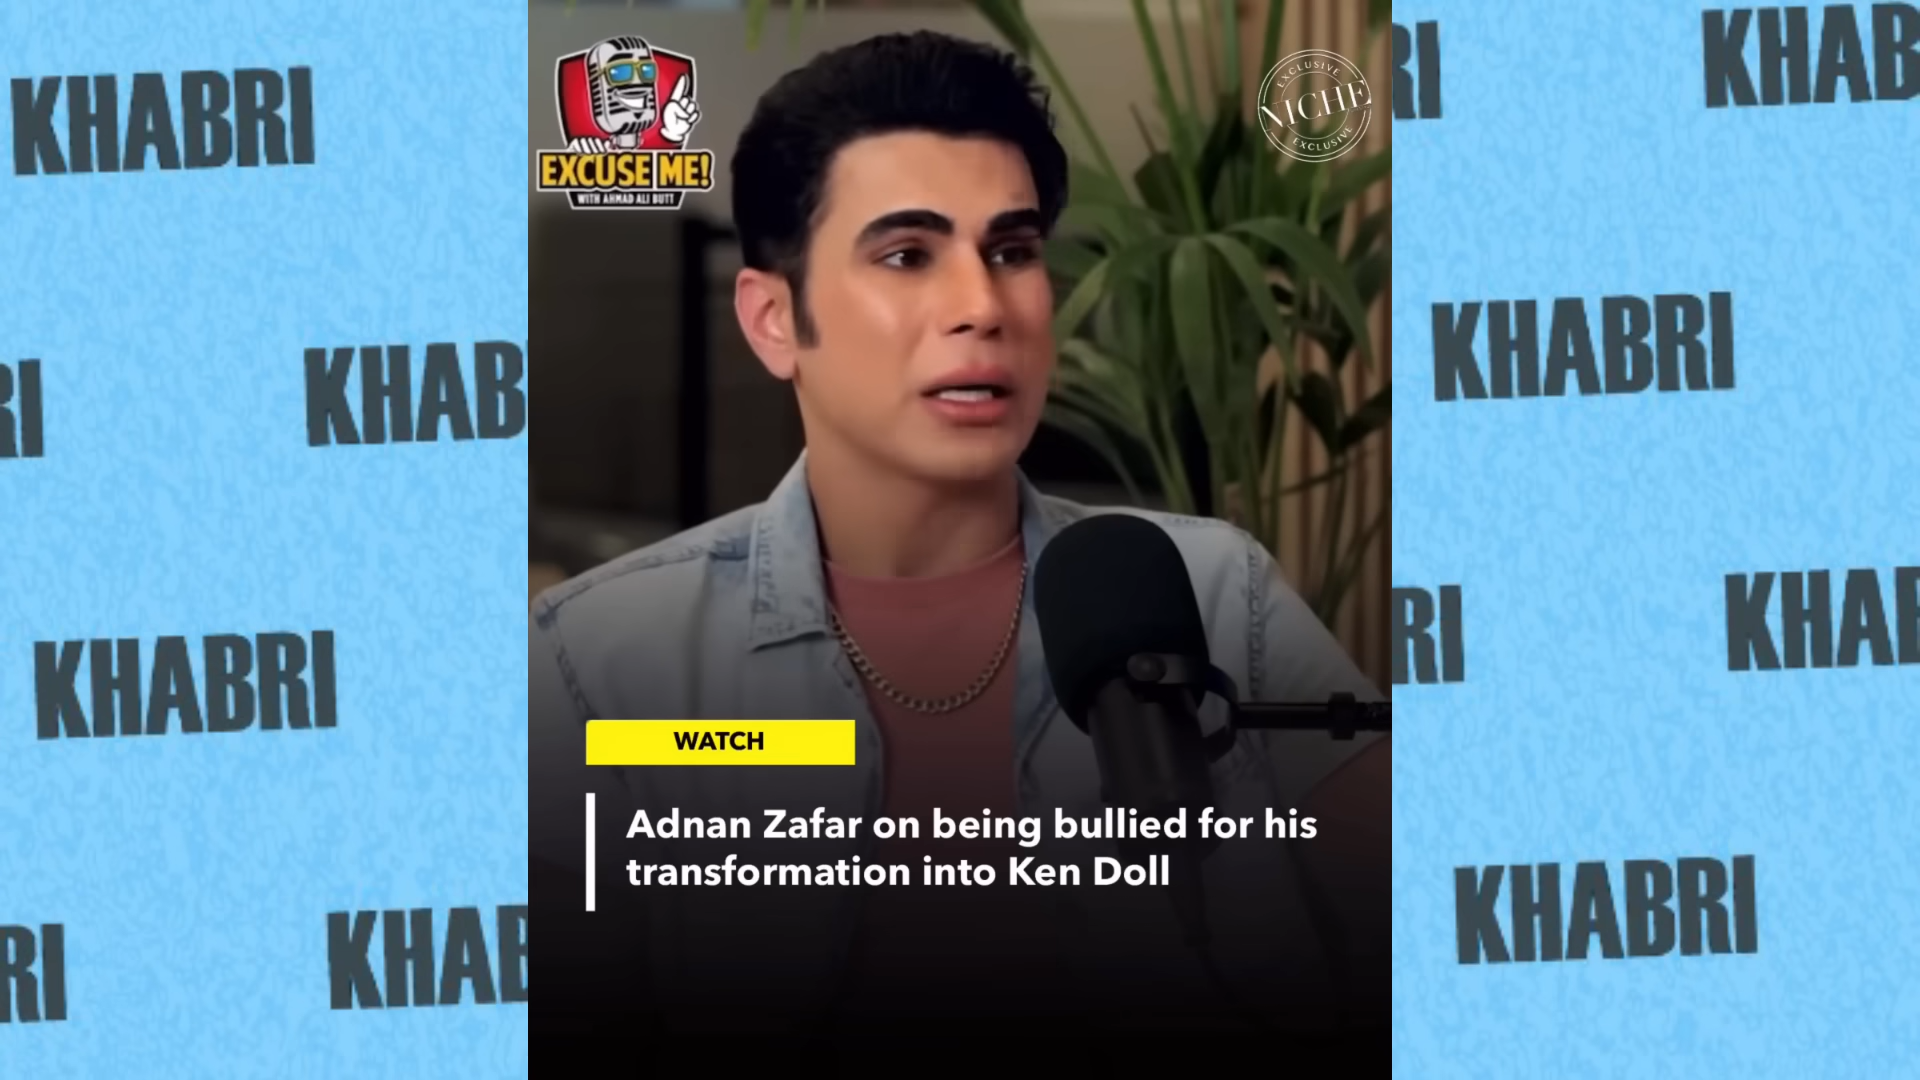 KHABRI
KHAB
RI
KHABRI
KHAB
RI
EXCUSE ME!
WITH AHMAD ALI BUTT
EXCLUSIVE
NICHE
EXCLUSIVE
WATCH
Adnan Zafar on being bullied for his
transformation into Ken Doll
RI
KHAB
KHABRI
RI
KHAB
KHABRI